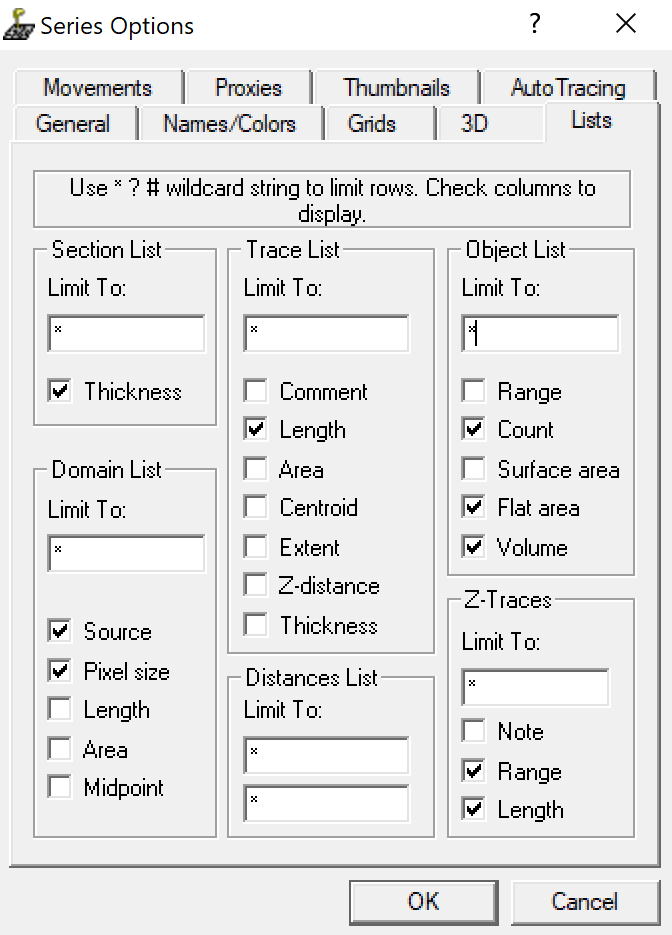 Series Options
?
Movements Proxies Thumbnails AutoTracing
General Names/Colors Grids 3D Lists
Use * ? # wildcard string to limit rows. Check columns to
display.
Section List
Limit To:
*
Thickness
Domain List
Limit To:
*
Source
Pixel size
Length
Area
Midpoint
Trace List
Limit To:
*
Comment
Length
Area
Centroid
Extent
Z-distance
Thickness
Distances List
Limit To:
*
*
Object List
Limit To:
*
Range
Count
Surface area
Flat area
Volume
Z-Traces
Limit To:
*
Note
Range
Length
OK Cancel